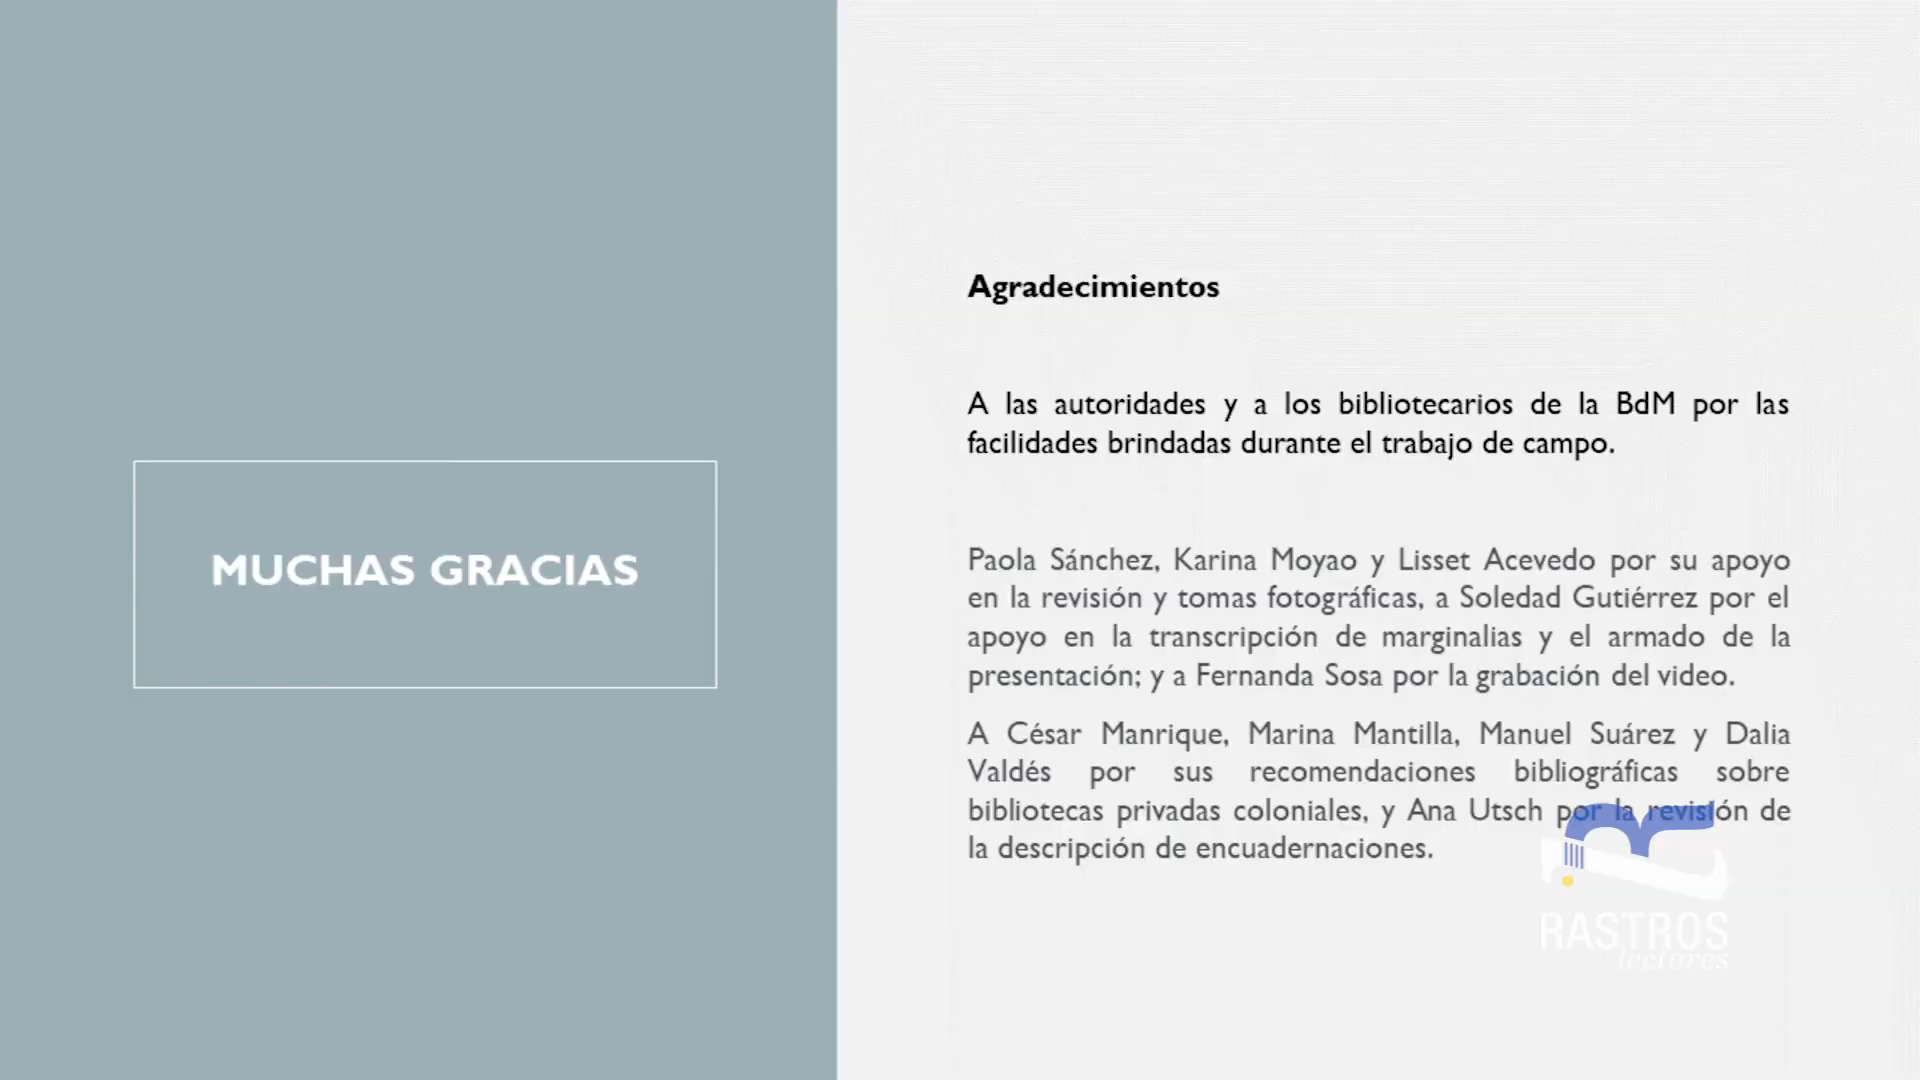 MUCHAS GRACIAS
Agradecimientos
A las autoridades y a los bibliotecarios de la BdM por las
facilidades brindadas durante el trabajo de campo.
Paola Sánchez, Karina Moyao y Lisset Acevedo por su apoyo
en la revisión y tomas fotográficas, a Soledad Gutiérrez por el
apoyo en la transcripción de marginalias y el armado de la
presentación; y a Fernanda Sosa por la grabación del video.
A César Manrique, Marina Mantilla, Manuel Suárez y Dalia
Valdés por sus recomendaciones bibliográficas sobre
bibliotecas privadas coloniales, y Ana Utsch por la revisión de
la descripción de encuadernaciones.
RASTROS
lectores